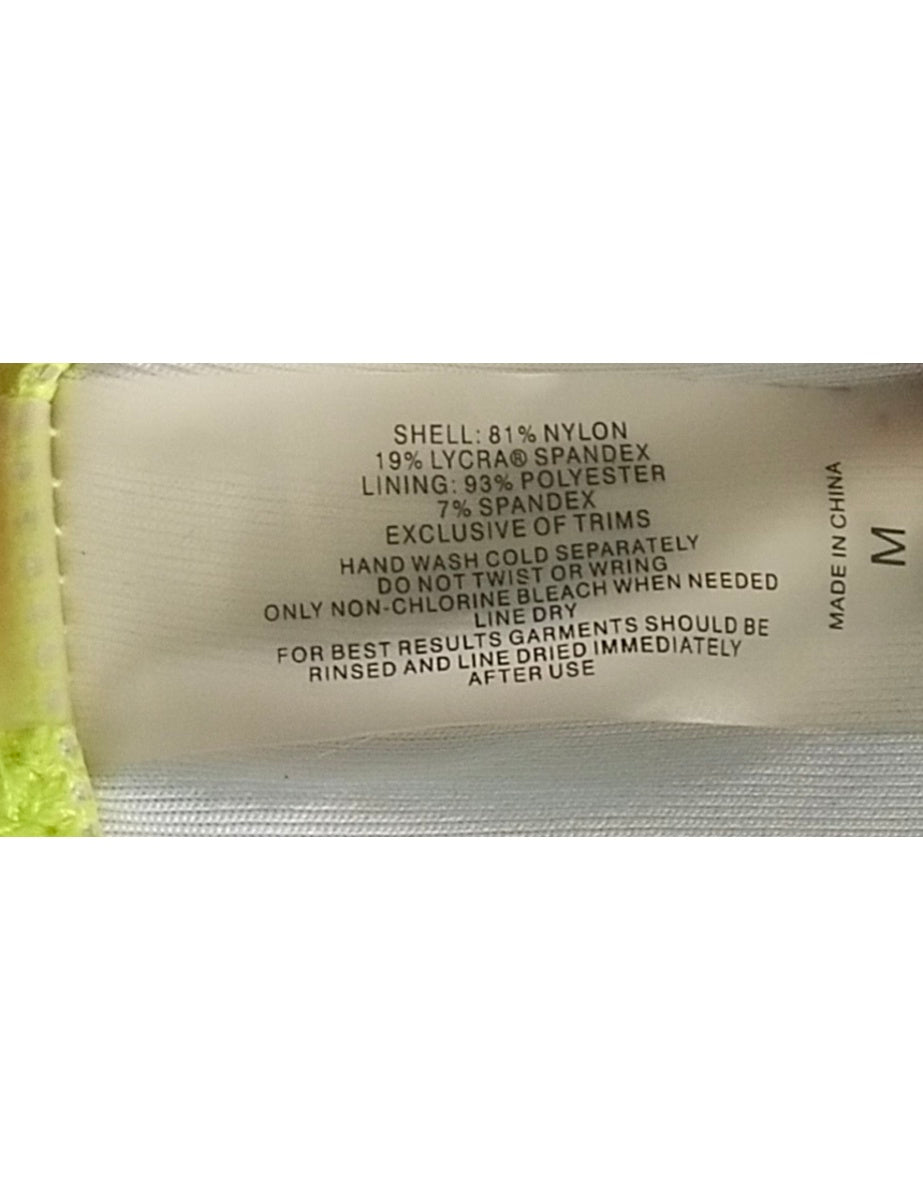 SHELL: 81% NYLON
19% LYCRA® SPANDEX
LINING: 93% POLYESTER
7% SPANDEX
EXCLUSIVE OF TRIMS
HAND WASH COLD SEPARATELY
DO NOT TWIST OR WRING
ONLY NON-CHLORINE BLEACH WHEN NEEDED
LINE DRY
FOR BEST RESULTS GARMENTS SHOULD BE
RINSED AND LINE DRIED IMMEDIATELY
AFTER USE
MADE IN CHINA
M